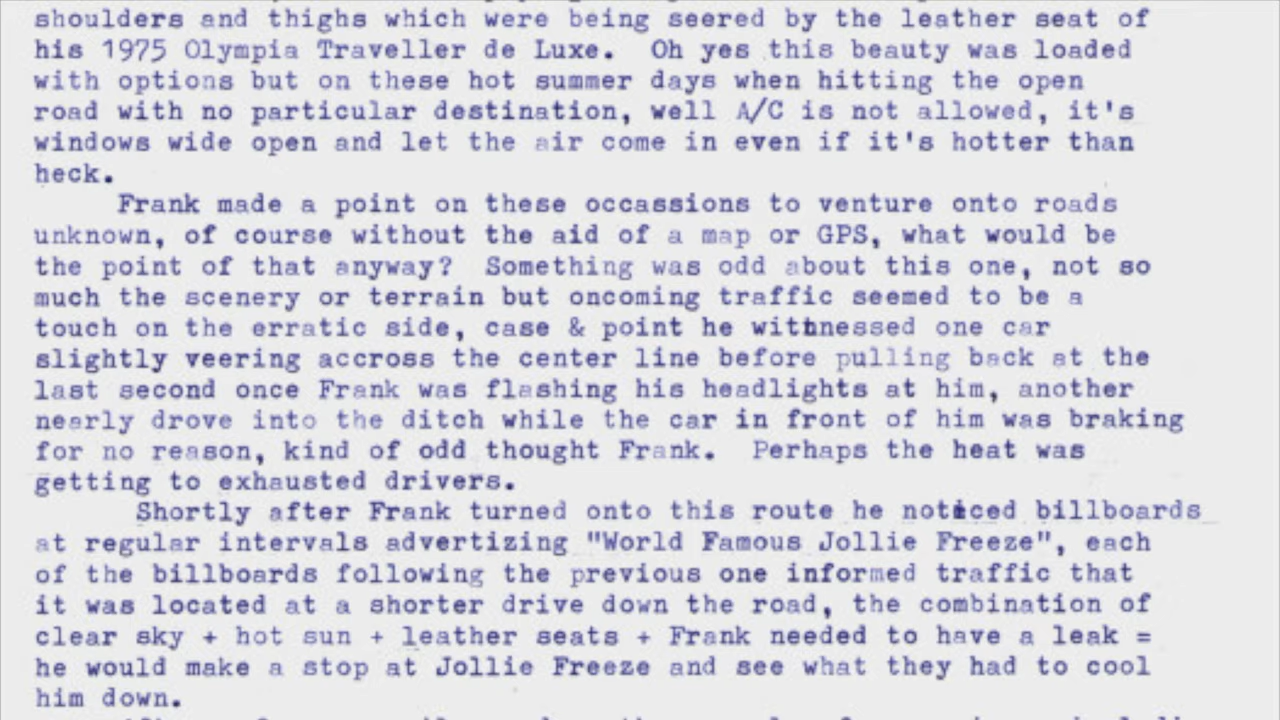 shoulders and thighs which were being seered by the leather seat of
his 1975 Olympia Traveller de Luxe.  Oh yes this beauty was loaded
with options but on these hot summer days when hitting the open
road with no particular destination, well A/C is not allowed, it's
windows wide open and let the air come in even if it's hotter than
heck.
Frank made a point on these occassions to venture onto roads
unknown, of course without the aid of a map or GPS, what would be
the point of that anyway?  Something was odd about this one, not so
much the scenery or terrain but oncoming traffic seemed to be a
touch on the erratic side, case & point he witnnessed one car
slightly veering accross the center line before pulling back at the
last second once Frank was flashing his headlights at him, another
nearly drove into the ditch while the car in front of him was braking
for no reason, kind of odd thought Frank.  Perhaps the heat was
getting to exhausted drivers.
Shortly after Frank turned onto this route he noticed billboards
at regular intervals advertizing "World Famous Jollie Freeze", each
of the billboards following the previous one informed traffic that
it was located at a shorter drive down the road, the combination of
clear sky + hot sun + leather seats + Frank needed to have a leak =
he would make a stop at Jollie Freeze and see what they had to cool
him down.